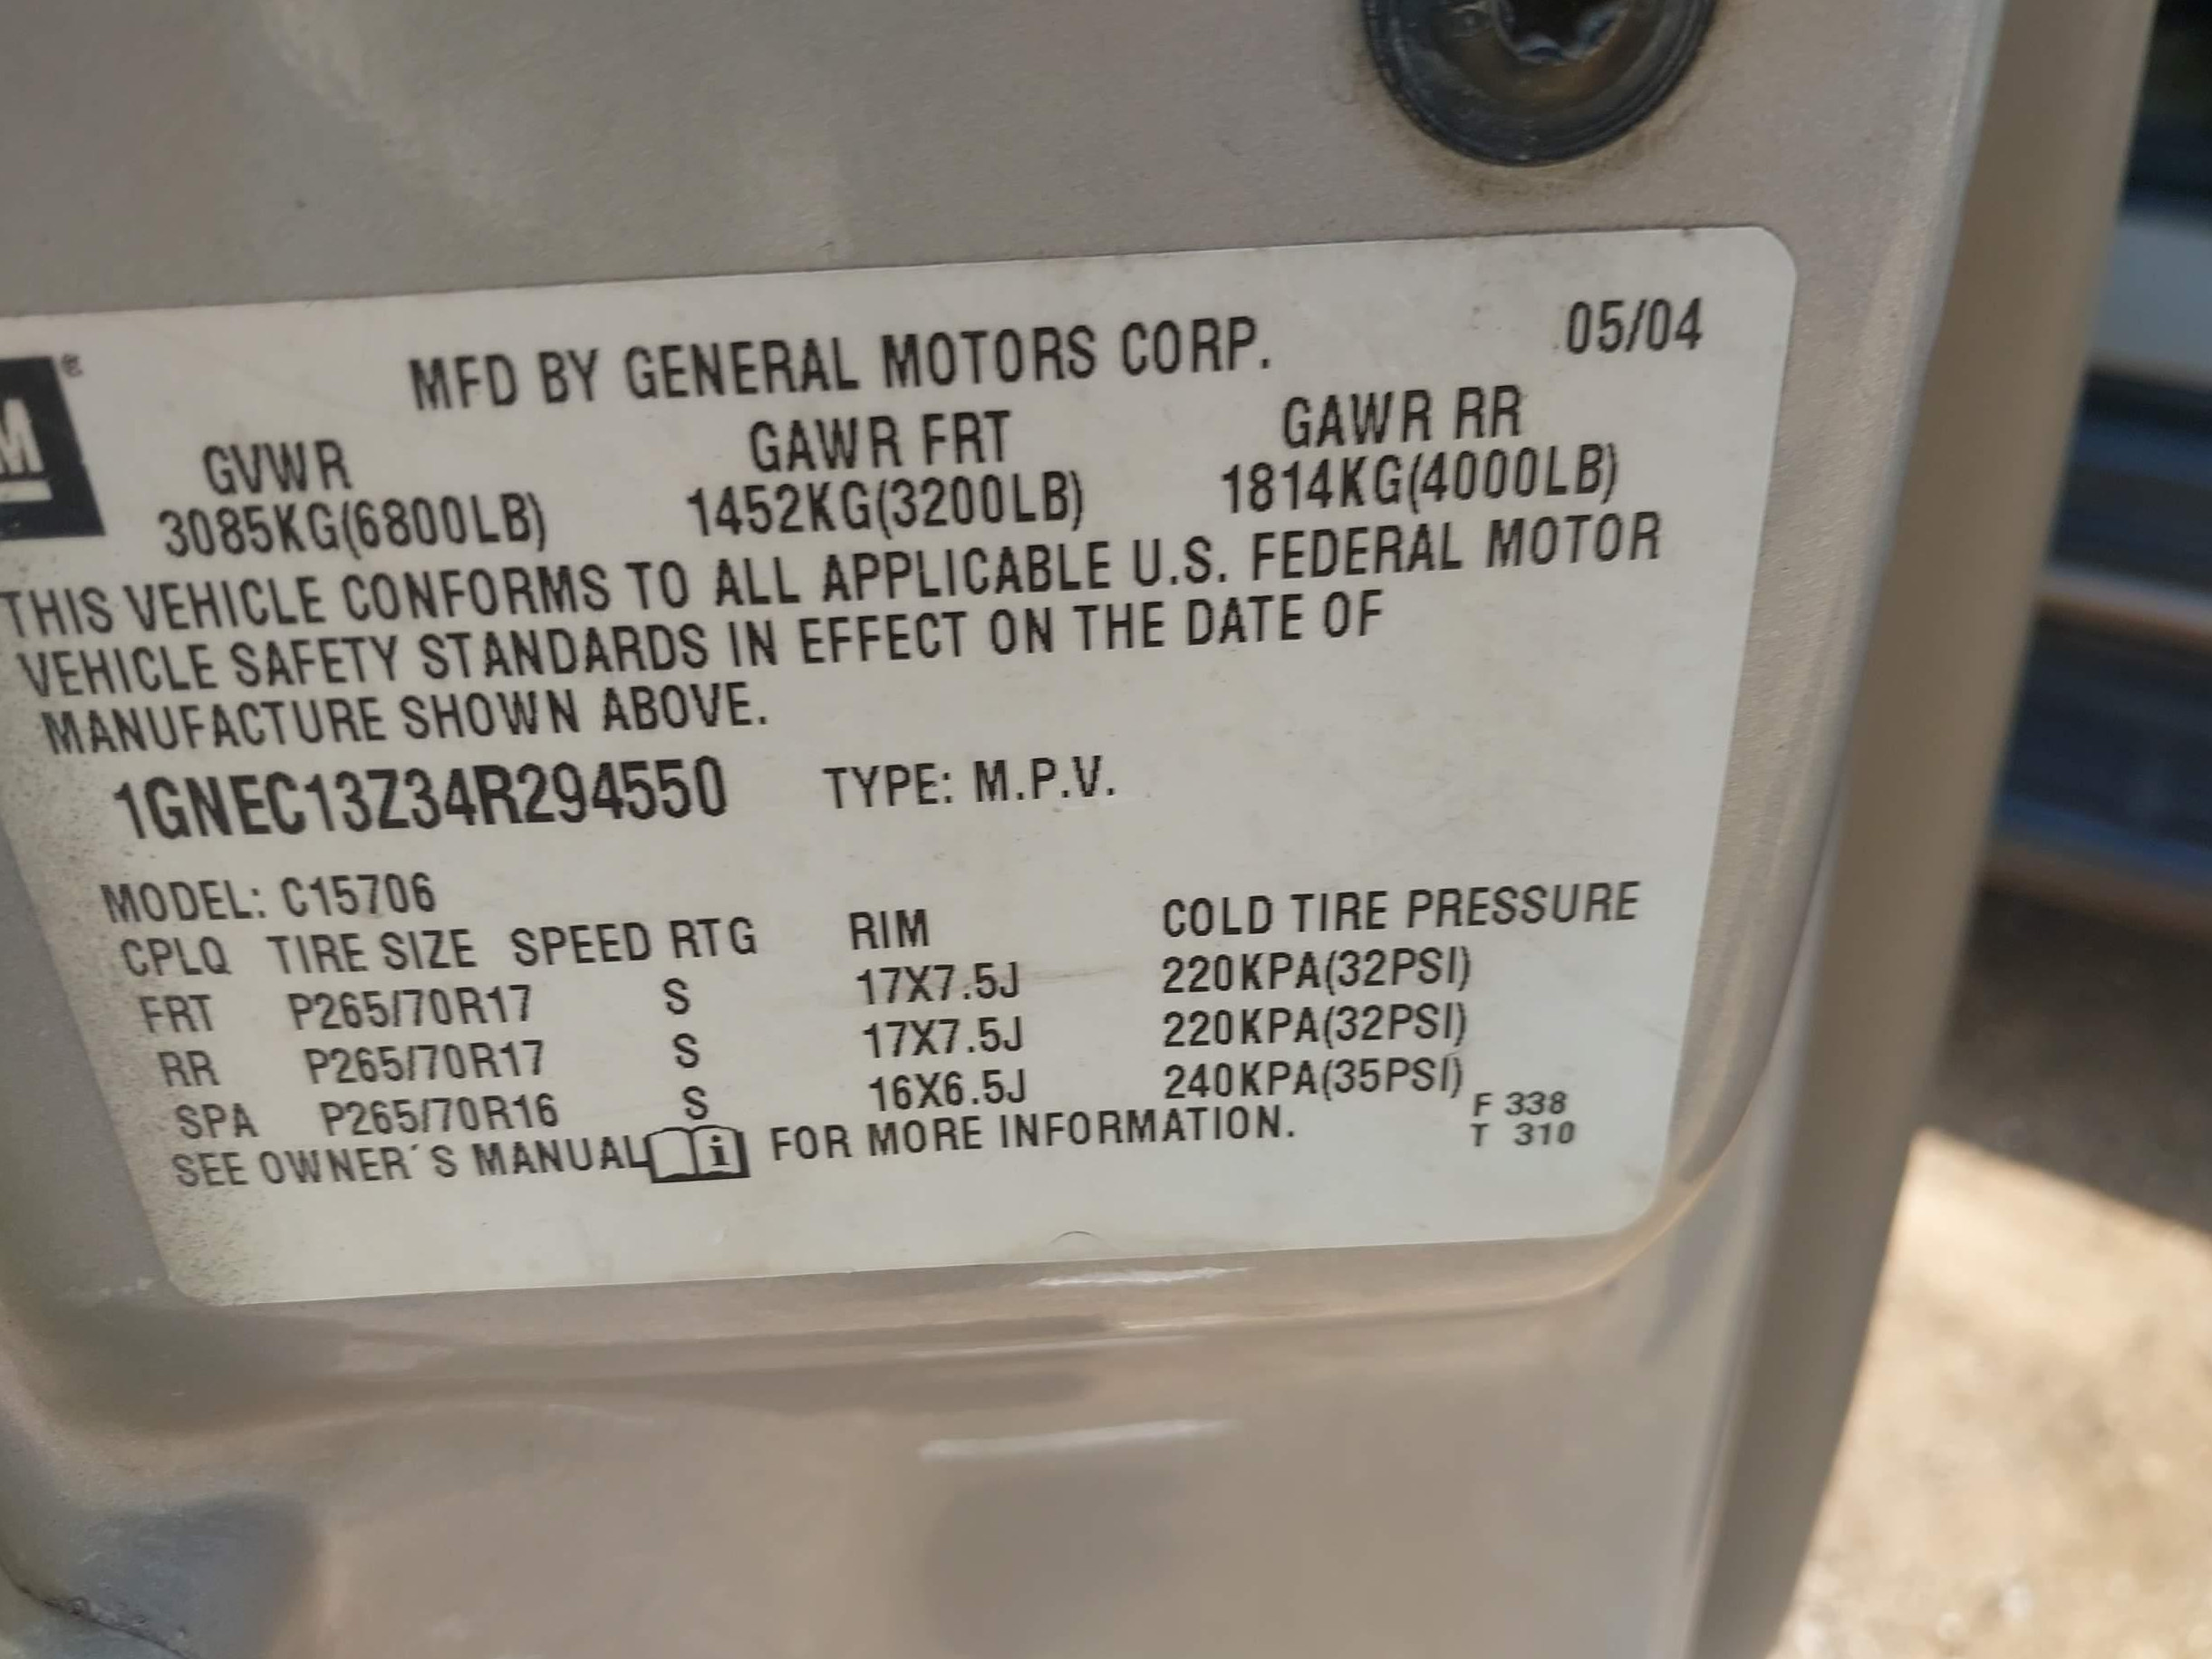 M®
MFD BY GENERAL MOTORS CORP. 05/04
GVWR GAWR FRT GAWR RR
3085KG(6800LB) 1452KG(3200LB) 1814KG(4000LB)
THIS VEHICLE CONFORMS TO ALL APPLICABLE U.S. FEDERAL MOTOR
VEHICLE SAFETY STANDARDS IN EFFECT ON THE DATE OF
MANUFACTURE SHOWN ABOVE.
1GNEC13Z34R294550 TYPE: M.P.V.
MODEL: C15706
CPLQ TIRE SIZE SPEED RTG RIM COLD TIRE PRESSURE
FRT P265/70R17 S 17X7.5J 220KPA(32PSI)
RR P265/70R17 S 17X7.5J 220KPA(32PSI)
SPA P265/70R16 S 16X6.5J 240KPA(35PSI)
SEE OWNER´S MANUAL i FOR MORE INFORMATION.
F 338
T 310